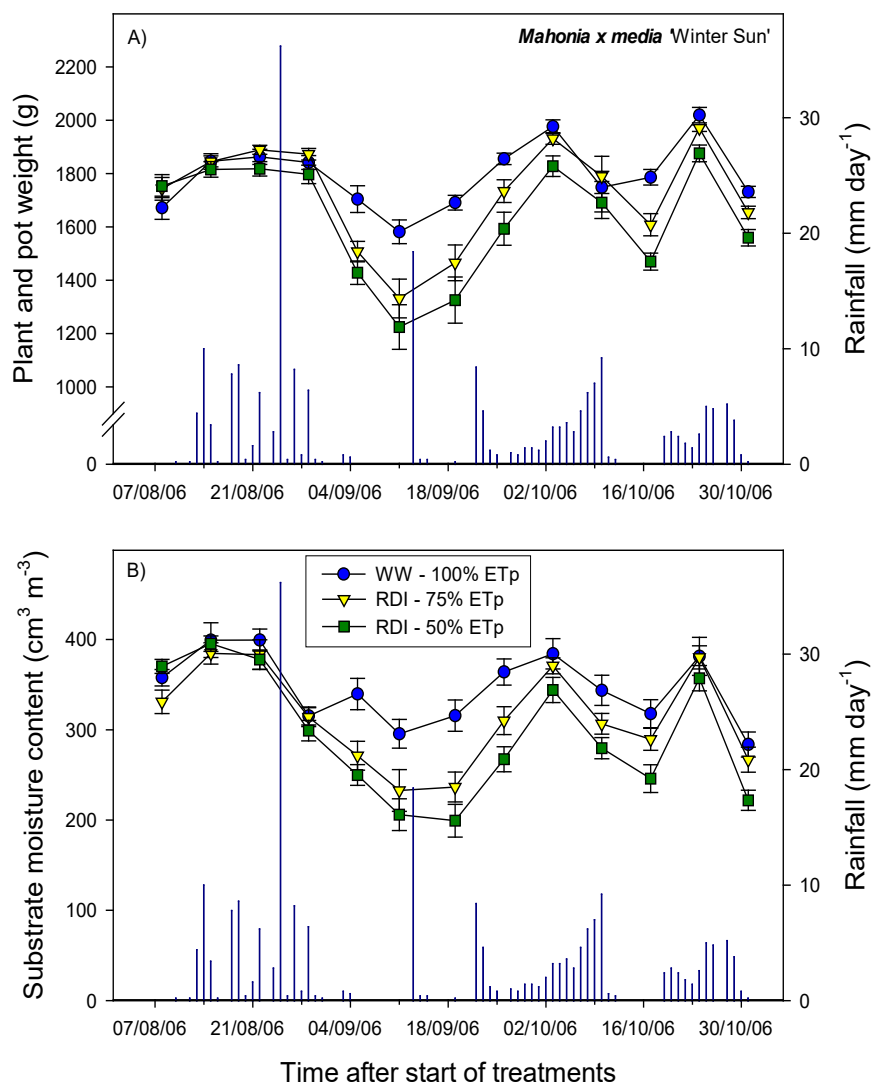 A)
Mahonia x media 'Winter Sun'
Plant and pot weight (g)
2200
2000
1800
1600
1400
1200
1000
0
Rainfall (mm day-1)
30
20
10
0
07/08/06 21/08/06 04/09/06 18/09/06 02/10/06 16/10/06 30/10/06
B)
WW - 100% ETp
RDI - 75% ETp
RDI - 50% ETp
Substrate moisture content (cm3 m-3)
400
300
200
100
0
Rainfall (mm day-1)
30
20
10
0
07/08/06 21/08/06 04/09/06 18/09/06 02/10/06 16/10/06 30/10/06
Time after start of treatments